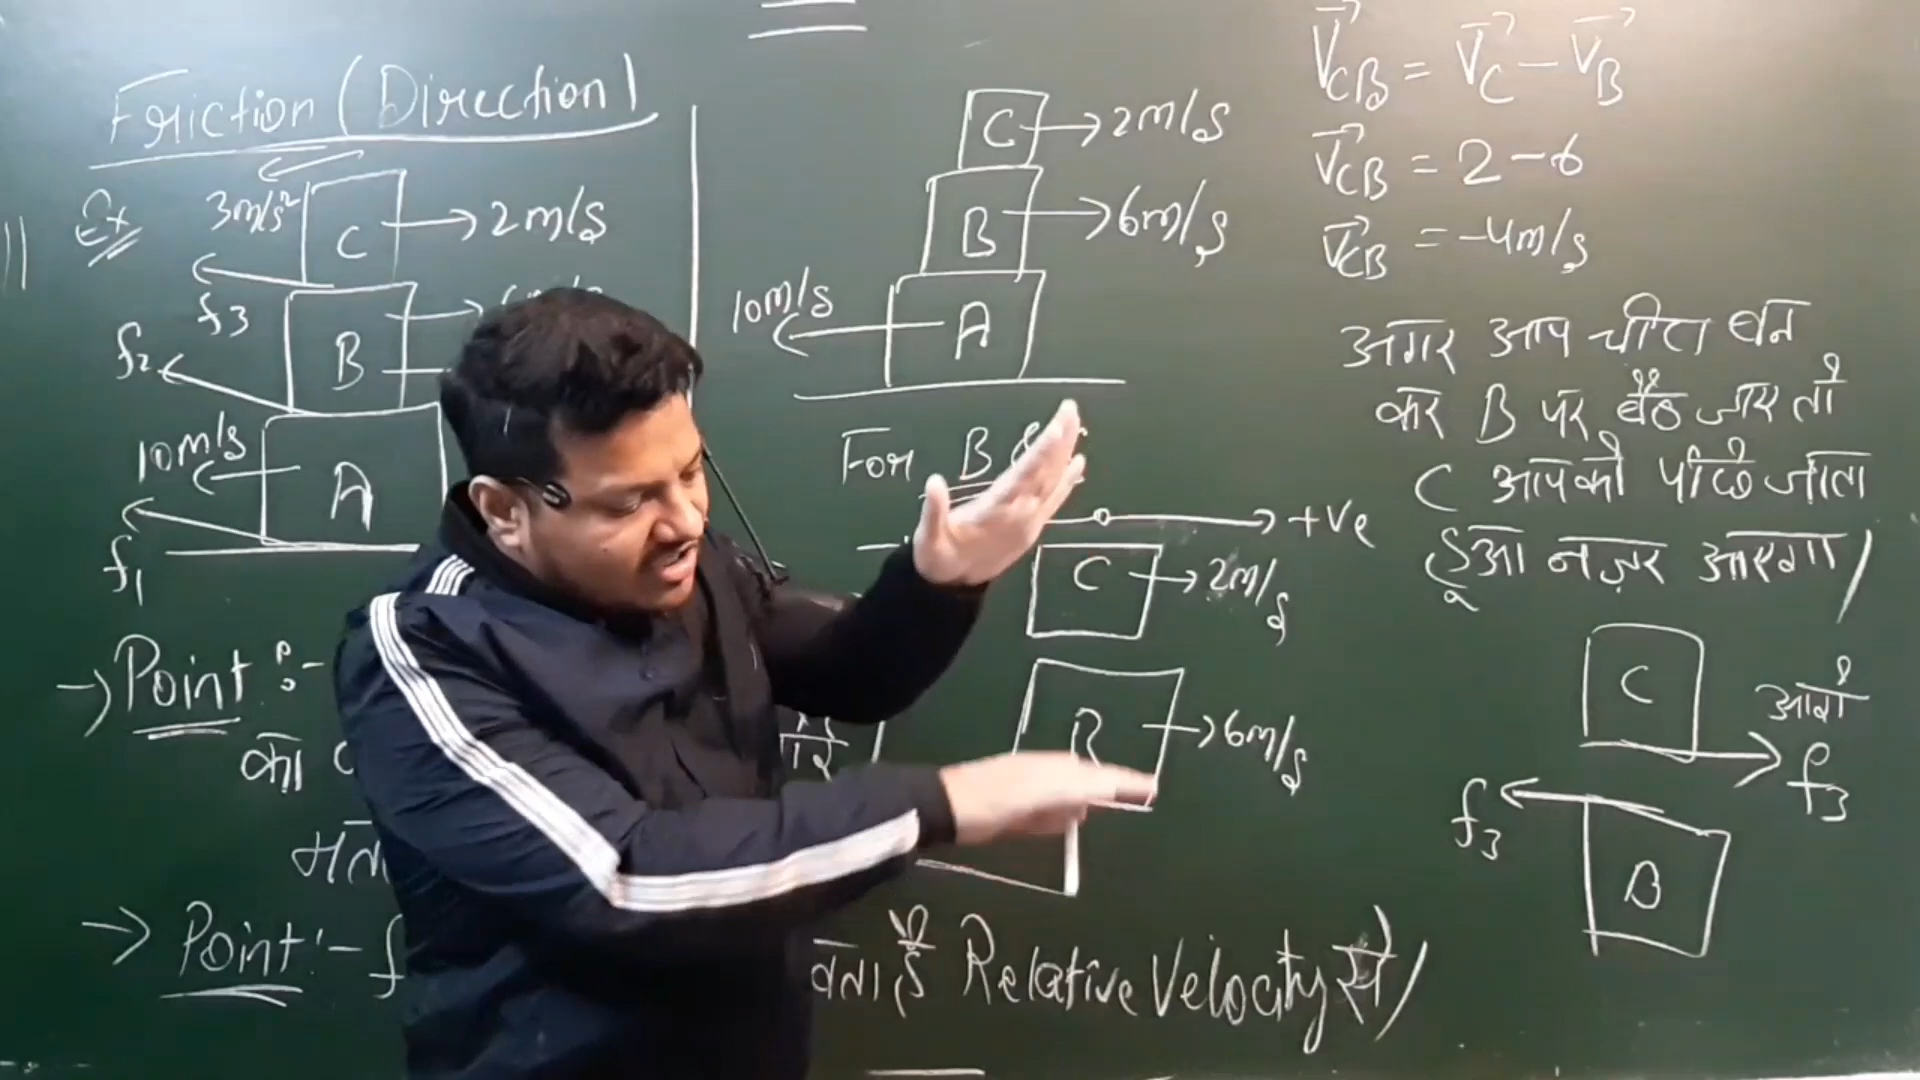 Friction (Direction)
Ex
3m/s²
C
2m/s
f3
f2
B
10m/s
A
f1
→ Point :-
का
→ Point :- f
C → 2m/s
B → 6m/s
10m/s
A
For B
+ve
C → 2m/s
B → 6m/s
Relative Velocity से।
V⃗CB = V⃗C - V⃗B
V⃗CB = 2 - 6
V⃗CB = -4m/s
अगर आप चीटा बन
कर B पर बैठ जाए तो
C आपको पीछे जाता
हुआ नज़र आएगा।
C
आगे
f3
f3
B